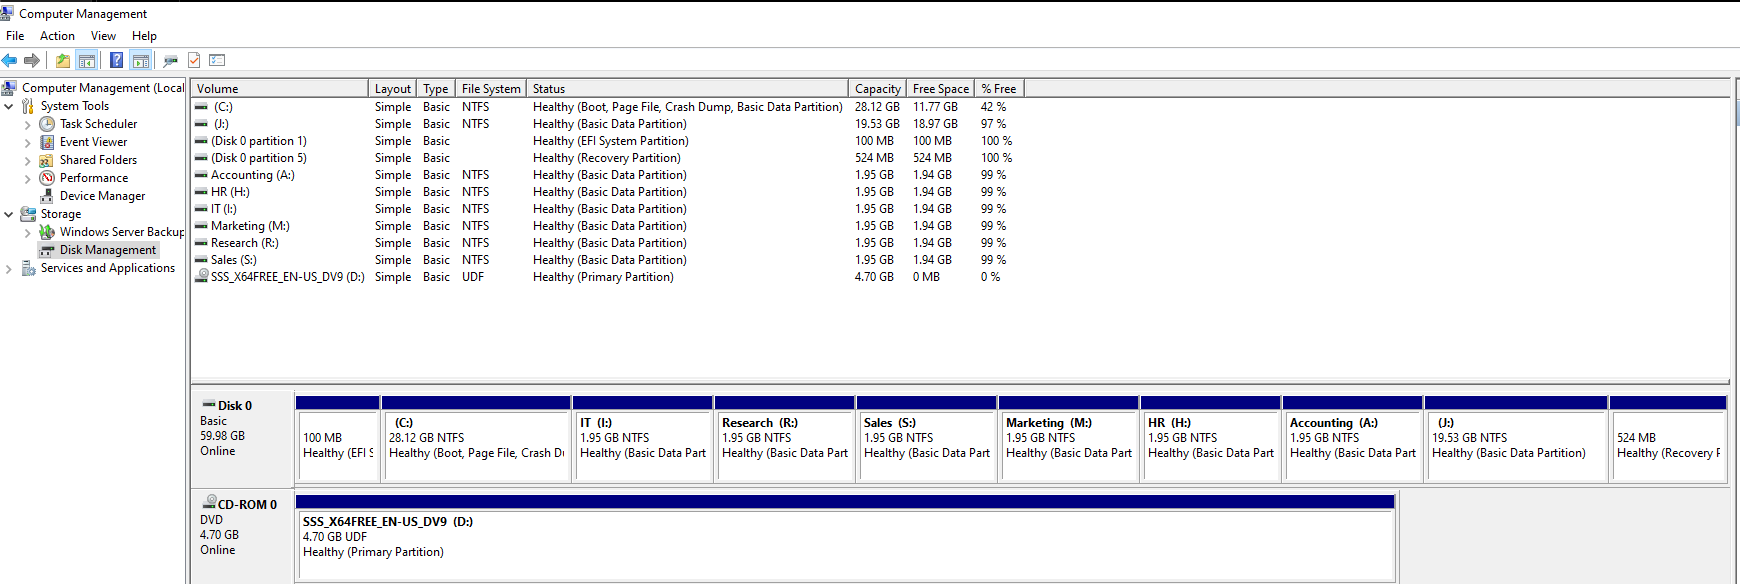 Computer Management
File Action View Help
Computer Management (Local
System Tools
Task Scheduler
Event Viewer
Shared Folders
Performance
Device Manager
Storage
Windows Server Backup
Disk Management
Services and Applications
Volume Layout Type File System Status Capacity Free Space % Free
(C:) Simple Basic NTFS Healthy (Boot, Page File, Crash Dump, Basic Data Partition) 28.12 GB 11.77 GB 42 %
(J:) Simple Basic NTFS Healthy (Basic Data Partition) 19.53 GB 18.97 GB 97 %
(Disk 0 partition 1) Simple Basic Healthy (EFI System Partition) 100 MB 100 MB 100 %
(Disk 0 partition 5) Simple Basic Healthy (Recovery Partition) 524 MB 524 MB 100 %
Accounting (A:) Simple Basic NTFS Healthy (Basic Data Partition) 1.95 GB 1.94 GB 99 %
HR (H:) Simple Basic NTFS Healthy (Basic Data Partition) 1.95 GB 1.94 GB 99 %
IT (I:) Simple Basic NTFS Healthy (Basic Data Partition) 1.95 GB 1.94 GB 99 %
Marketing (M:) Simple Basic NTFS Healthy (Basic Data Partition) 1.95 GB 1.94 GB 99 %
Research (R:) Simple Basic NTFS Healthy (Basic Data Partition) 1.95 GB 1.94 GB 99 %
Sales (S:) Simple Basic NTFS Healthy (Basic Data Partition) 1.95 GB 1.94 GB 99 %
SSS_X64FREE_EN-US_DV9 (D:) Simple Basic UDF Healthy (Primary Partition) 4.70 GB 0 MB 0 %
Disk 0
Basic
59.98 GB
Online
100 MB
Healthy (EFI S
(C:)
28.12 GB NTFS
Healthy (Boot, Page File, Crash Du
IT (I:)
1.95 GB NTFS
Healthy (Basic Data Part
Research (R:)
1.95 GB NTFS
Healthy (Basic Data Part
Sales (S:)
1.95 GB NTFS
Healthy (Basic Data Part
Marketing (M:)
1.95 GB NTFS
Healthy (Basic Data Part
HR (H:)
1.95 GB NTFS
Healthy (Basic Data Part
Accounting (A:)
1.95 GB NTFS
Healthy (Basic Data Part
(J:)
19.53 GB NTFS
Healthy (Basic Data Partition)
524 MB
Healthy (Recovery P
CD-ROM 0
DVD
4.70 GB
Online
SSS_X64FREE_EN-US_DV9 (D:)
4.70 GB UDF
Healthy (Primary Partition)